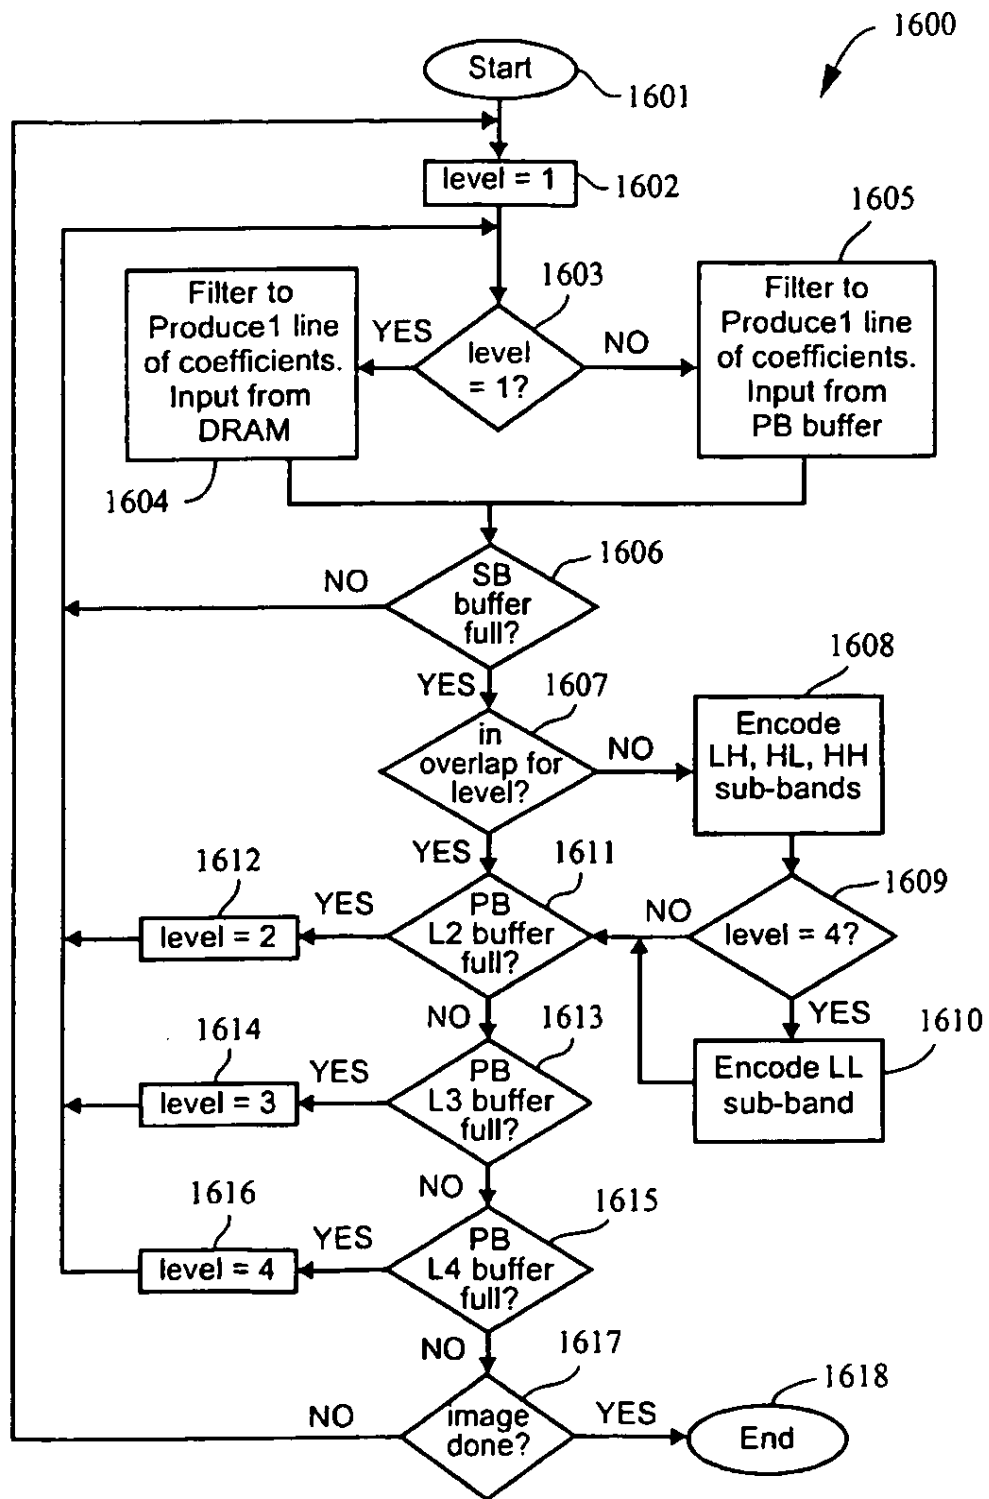 1600
Start
1601
level = 1
1602
1605
1603
Filter to
Produce1 line
of coefficients.
Input from
DRAM
YES
level
= 1?
NO
Filter to
Produce1 line
of coefficients.
Input from
PB buffer
1604
1606
NO
SB
buffer
full?
YES
1607
1608
in
overlap for
level?
NO
Encode
LH, HL, HH
sub-bands
YES
1611
1612
1609
YES
PB
L2 buffer
full?
NO
level = 4?
level = 2
NO
1613
YES
1610
1614
YES
PB
L3 buffer
full?
Encode LL
sub-band
level = 3
NO
1615
1616
YES
PB
L4 buffer
full?
level = 4
NO
1617
1618
NO
image
done?
YES
End